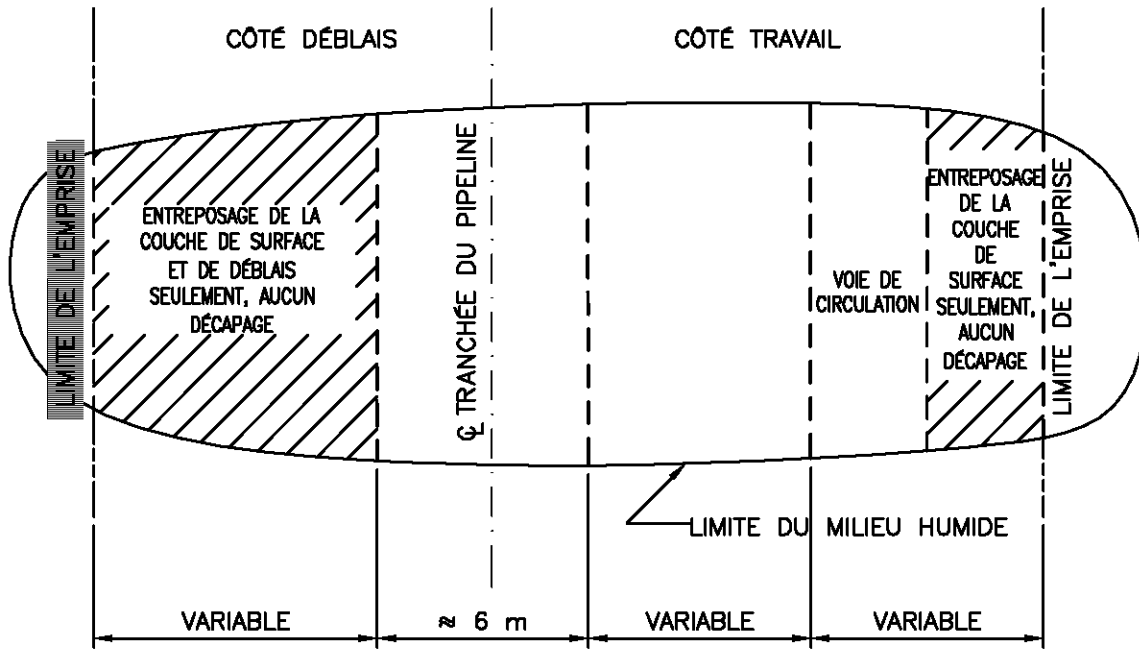 CÔTÉ DÉBLAIS
CÔTÉ TRAVAIL
LIMITE DE L'EMPRISE
ENTREPOSAGE DE LA
COUCHE DE SURFACE
ET DE DÉBLAIS
SEULEMENT, AUCUN
DÉCAPAGE
℄ TRANCHÉE DU PIPELINE
VOIE DE
CIRCULATION
ENTREPOSAGE
DE LA
COUCHE
DE
SURFACE
SEULEMENT,
AUCUN
DÉCAPAGE
LIMITE DE L'EMPRISE
LIMITE DU MILIEU HUMIDE
VARIABLE
≈ 6 m
VARIABLE
VARIABLE